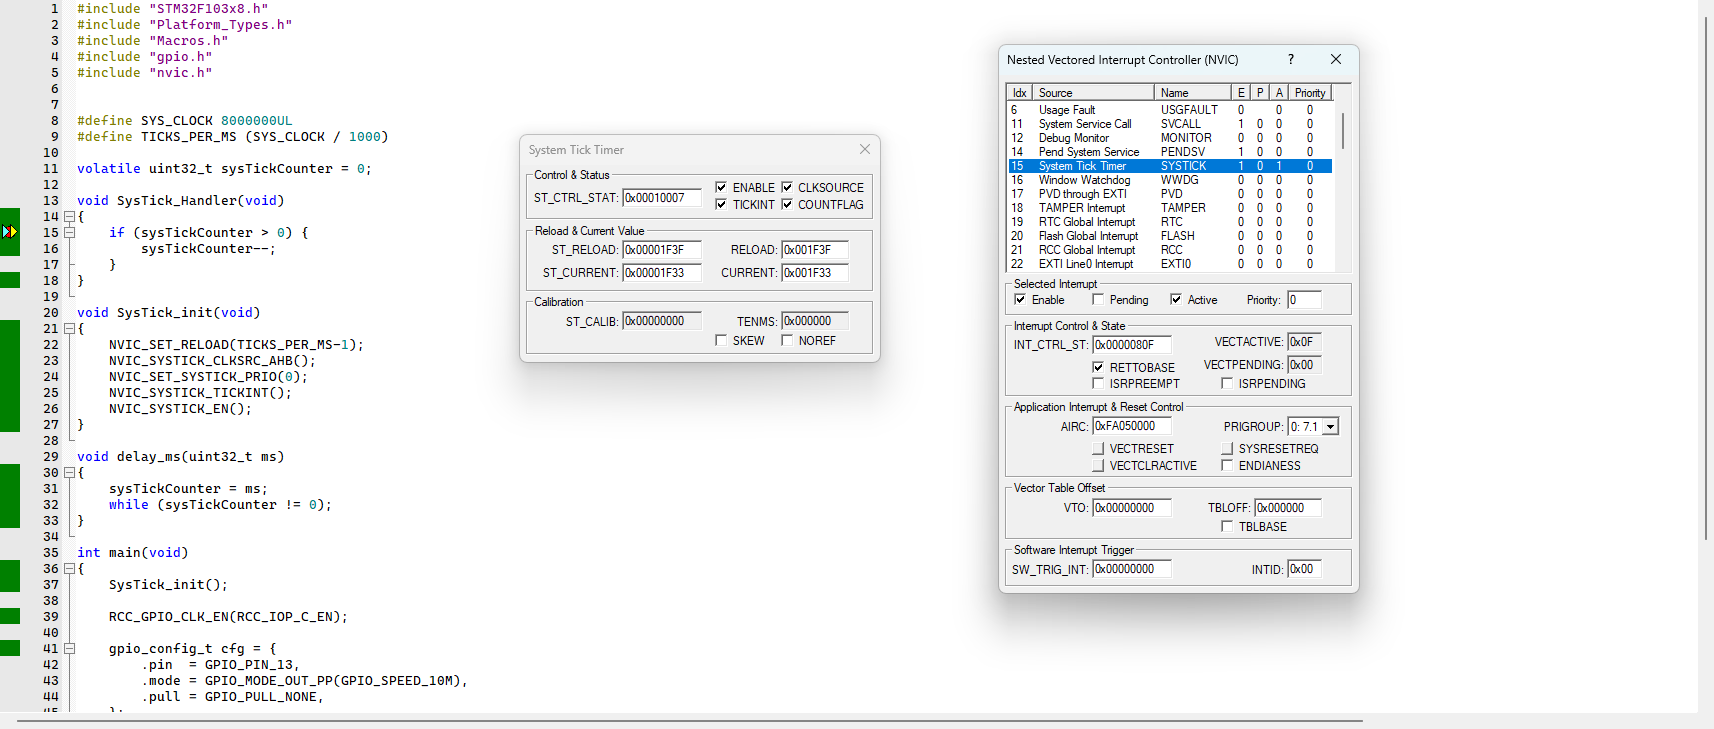 1 #include "STM32F103x8.h"
2 #include "Platform_Types.h"
3 #include "Macros.h"
4 #include "gpio.h"
5 #include "nvic.h"
6
7
8 #define SYS_CLOCK 8000000UL
9 #define TICKS_PER_MS (SYS_CLOCK / 1000)
10
11 volatile uint32_t sysTickCounter = 0;
12
13 void SysTick_Handler(void)
14 {
15 if (sysTickCounter > 0) {
16 sysTickCounter--;
17 }
18 }
19
20 void SysTick_init(void)
21 {
22 NVIC_SET_RELOAD(TICKS_PER_MS-1);
23 NVIC_SYSTICK_CLKSRC_AHB();
24 NVIC_SET_SYSTICK_PRIO(0);
25 NVIC_SYSTICK_TICKINT();
26 NVIC_SYSTICK_EN();
27 }
28
29 void delay_ms(uint32_t ms)
30 {
31 sysTickCounter = ms;
32 while (sysTickCounter != 0);
33 }
34
35 int main(void)
36 {
37 SysTick_init();
38
39 RCC_GPIO_CLK_EN(RCC_IOP_C_EN);
40
41 gpio_config_t cfg = {
42 .pin = GPIO_PIN_13,
43 .mode = GPIO_MODE_OUT_PP(GPIO_SPEED_10M),
44 .pull = GPIO_PULL_NONE,
45 };
System Tick Timer
Control & Status
ST_CTRL_STAT: 0x00010007 ENABLE CLKSOURCE
TICKINT COUNTFLAG
Reload & Current Value
ST_RELOAD: 0x00001F3F RELOAD: 0x001F3F
ST_CURRENT: 0x00001F33 CURRENT: 0x001F33
Calibration
ST_CALIB: 0x00000000 TENMS: 0x000000
SKEW NOREF
Nested Vectored Interrupt Controller (NVIC) ?
Idx Source Name E P A Priority
6 Usage Fault USGFAULT 0 0 0
11 System Service Call SVCALL 1 0 0 0
12 Debug Monitor MONITOR 0 0 0 0
14 Pend System Service PENDSV 1 0 0 0
15 System Tick Timer SYSTICK 1 0 1 0
16 Window Watchdog WWDG 0 0 0 0
17 PVD through EXTI PVD 0 0 0 0
18 TAMPER Interrupt TAMPER 0 0 0 0
19 RTC Global Interrupt RTC 0 0 0 0
20 Flash Global Interrupt FLASH 0 0 0 0
21 RCC Global Interrupt RCC 0 0 0 0
22 EXTI Line0 Interrupt EXTI0 0 0 0 0
Selected Interrupt
Enable Pending Active Priority: 0
Interrupt Control & State
INT_CTRL_ST: 0x0000080F VECTACTIVE: 0x0F
RETTOBASE VECTPENDING: 0x00
ISRPREEMPT ISRPENDING
Application Interrupt & Reset Control
AIRC: 0xFA050000 PRIGROUP: 0: 7.1
VECTRESET SYSRESETREQ
VECTCLRACTIVE ENDIANESS
Vector Table Offset
VTO: 0x00000000 TBLOFF: 0x000000
TBLBASE
Software Interrupt Trigger
SW_TRIG_INT: 0x00000000 INTID: 0x00